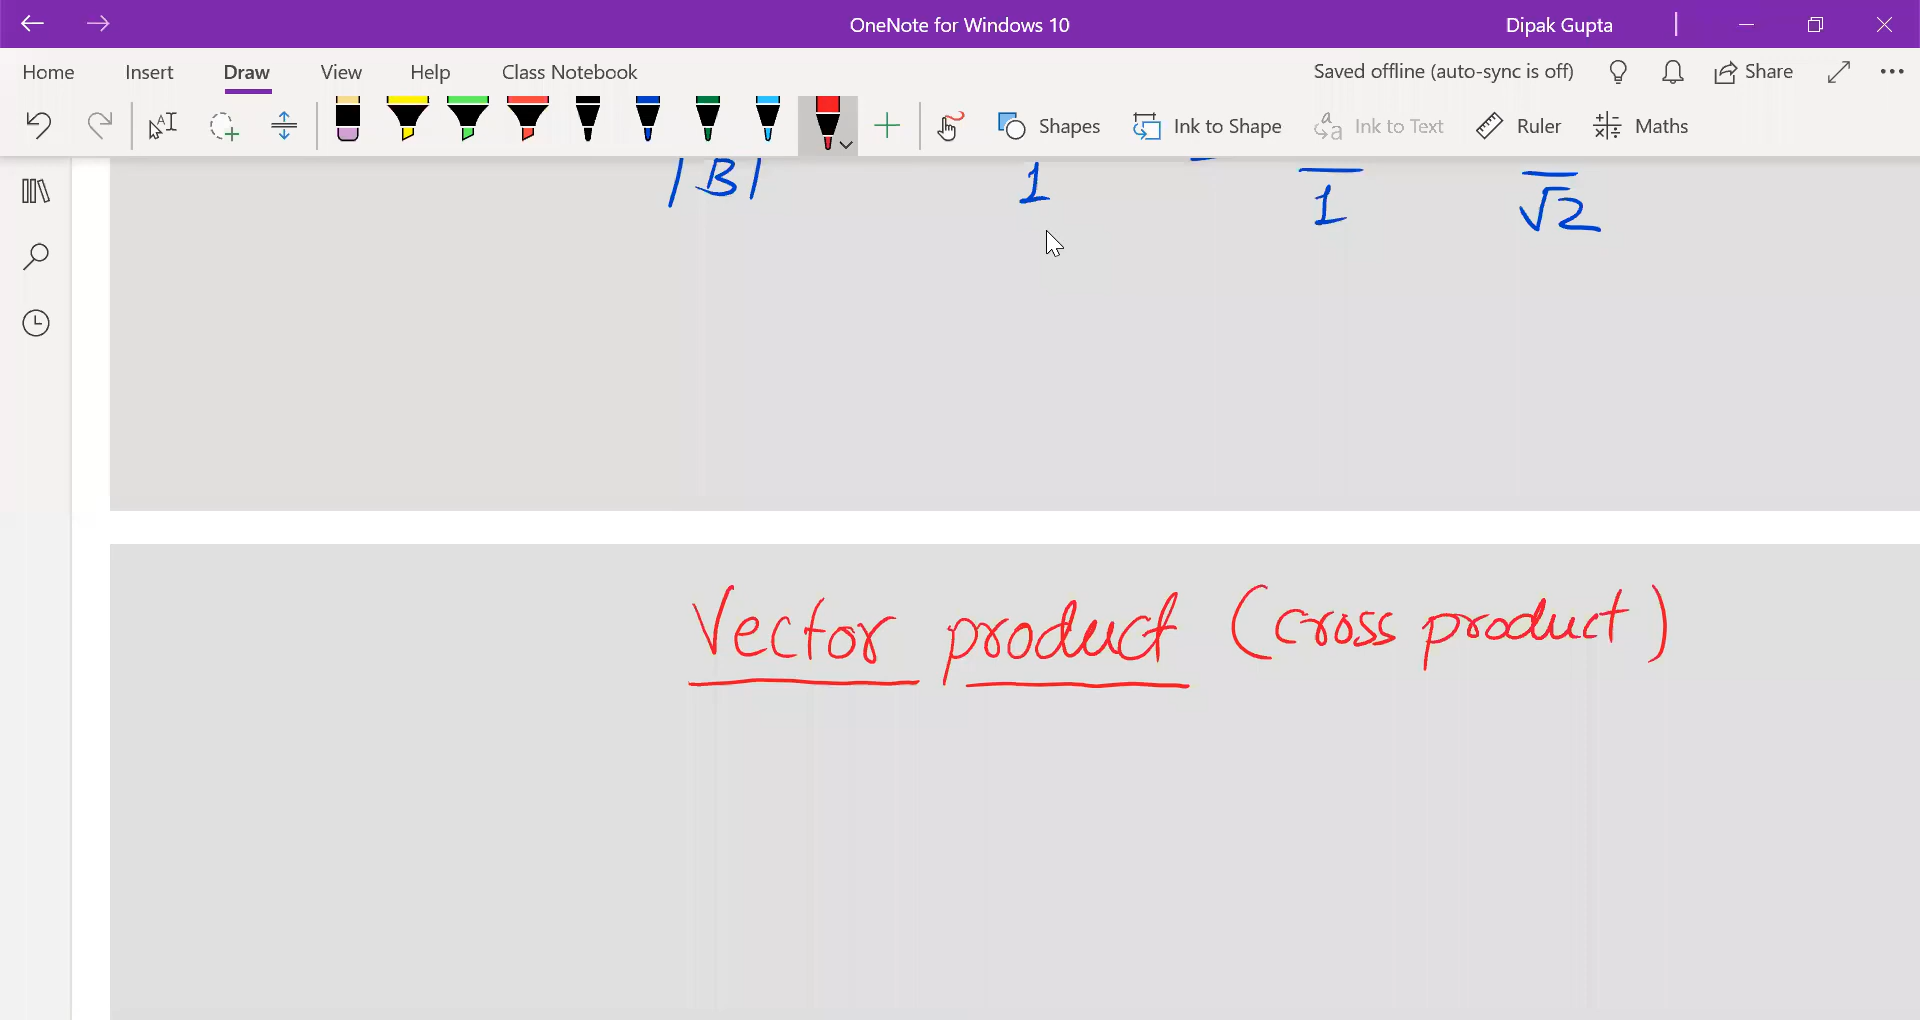 OneNote for Windows 10
Dipak Gupta
Home Insert Draw View Help Class Notebook
Saved offline (auto-sync is off) Share
Shapes Ink to Shape Ink to Text Ruler Maths
|B| 1 1 √2
Vector product (cross product)